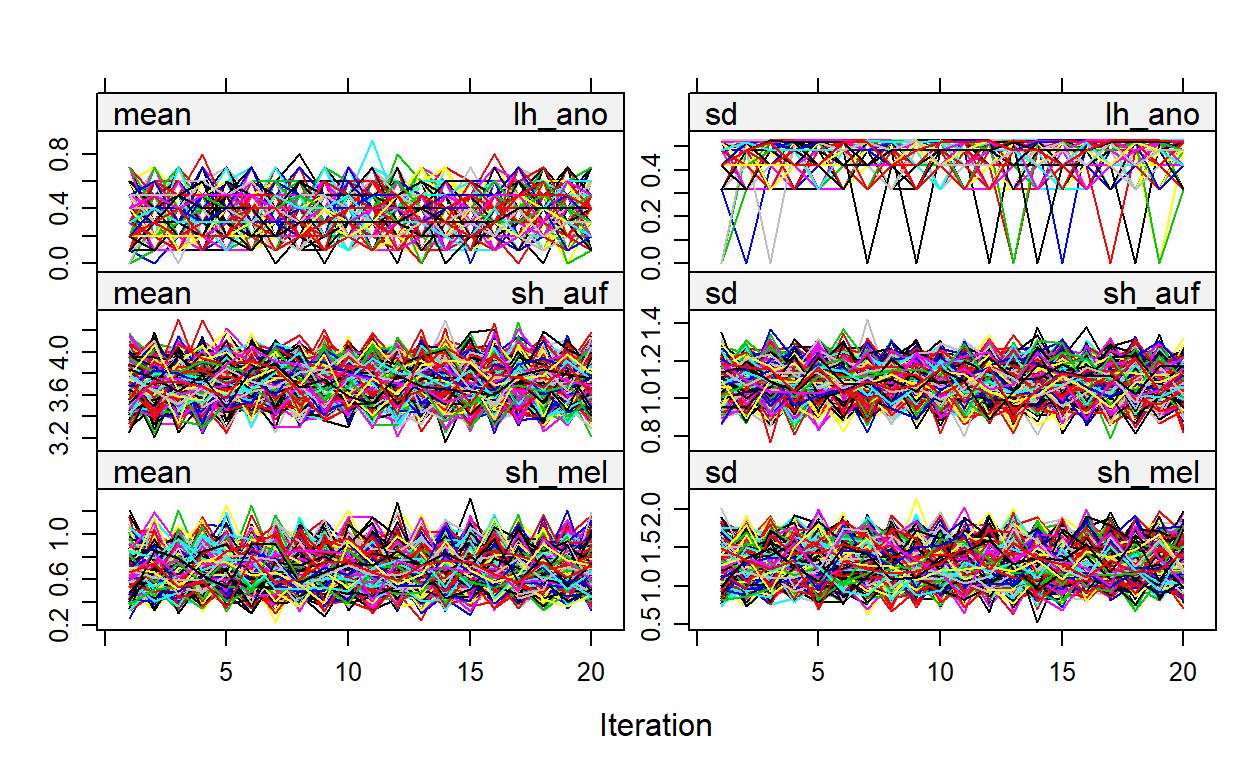 mean lh_ano
sd lh_ano
0.0 0.4 0.8
0.0 0.2 0.4
mean sh_auf
sd sh_auf
3.2 3.6 4.0
0.8 1.0 1.2 1.4
mean sh_mel
sd sh_mel
0.2 0.6 1.0
0.5 1.0 1.5 2.0
5 10 15 20
5 10 15 20
Iteration